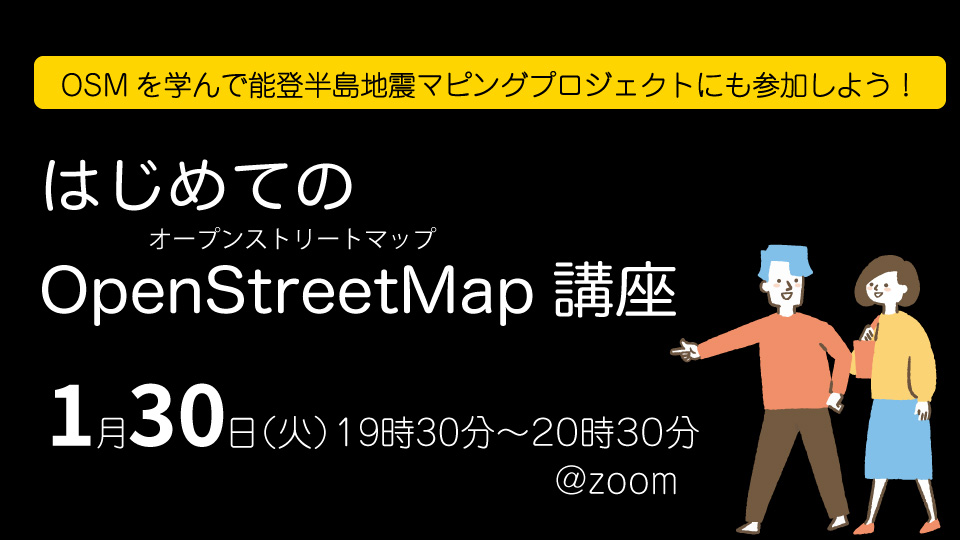 OSMを学んで能登半島地震マピングプロジェクトにも参加しよう！
はじめての
オープンストリートマップ
OpenStreetMap 講座
1月30日(火)19時30分～20時30分
@zoom